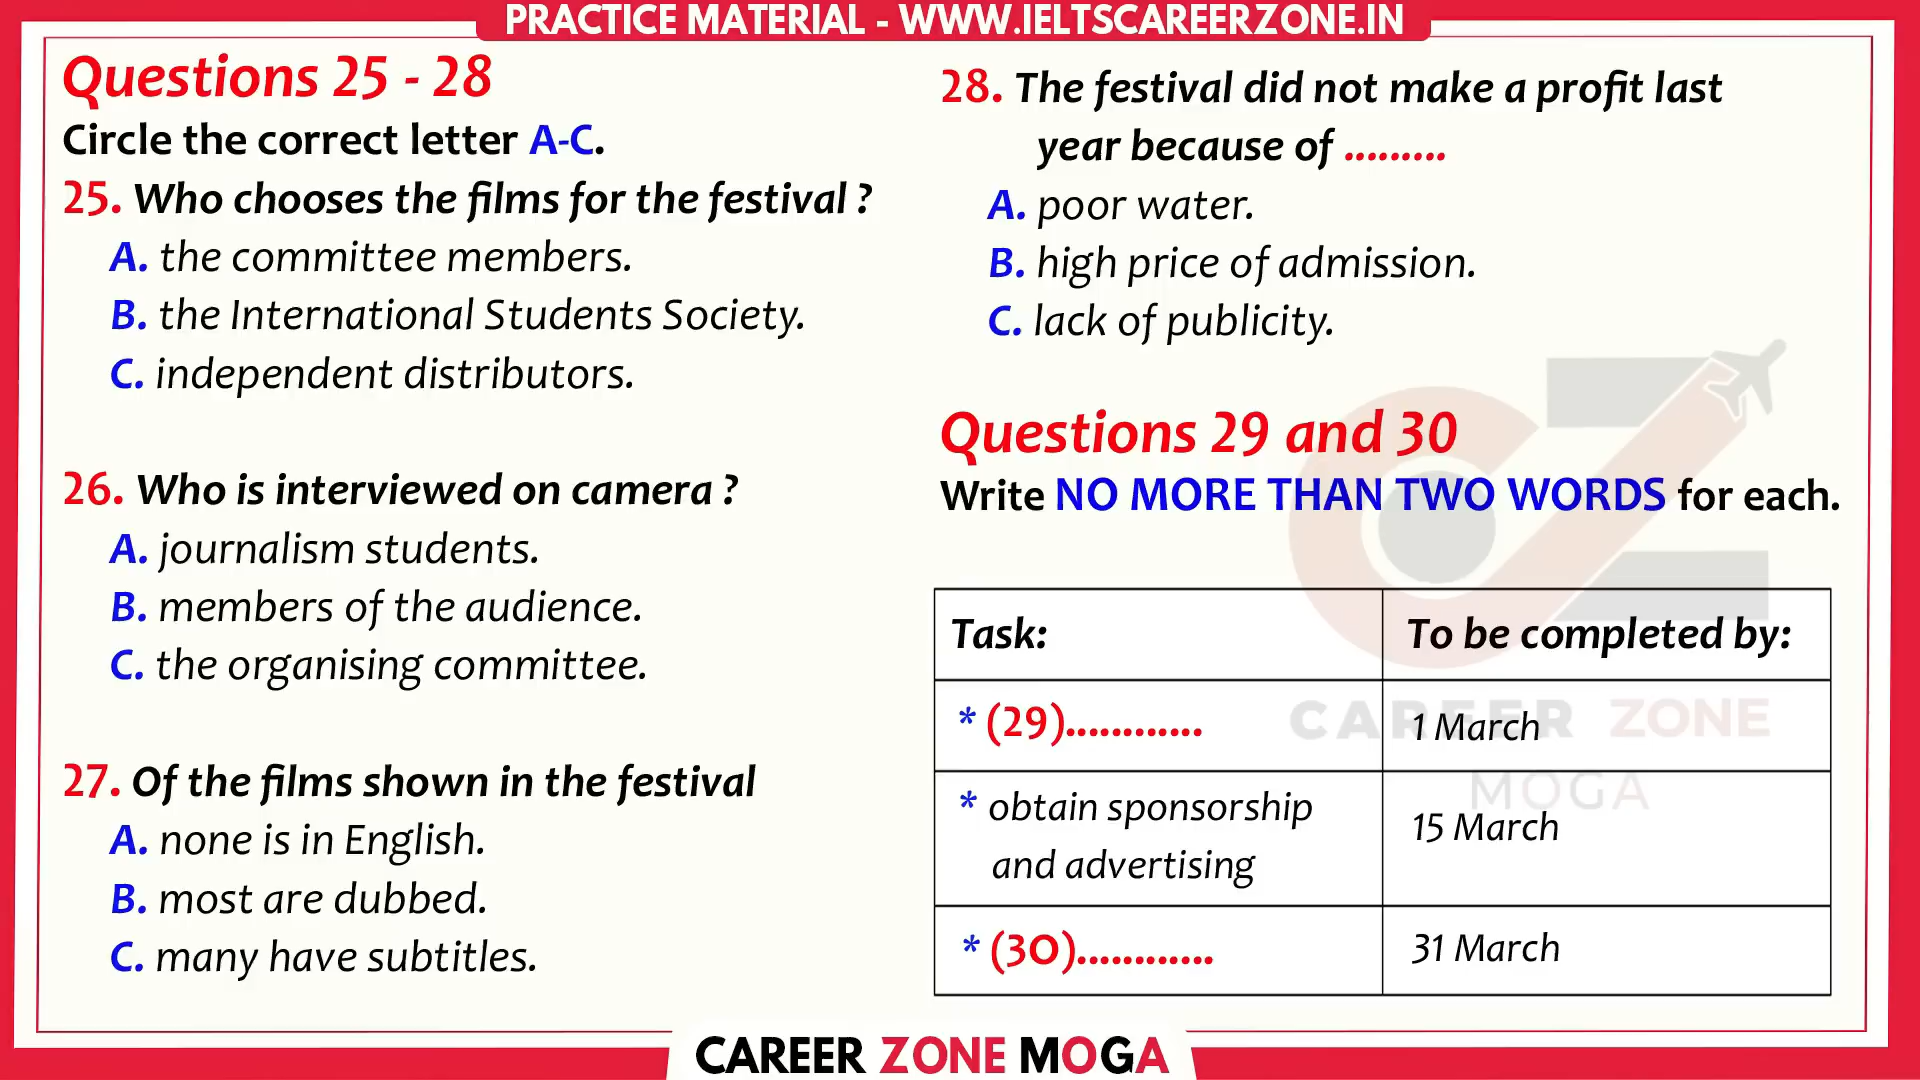 PRACTICE MATERIAL - WWW.IELTSCAREERZONE.IN
Questions 25 - 28
Circle the correct letter A-C.
25. Who chooses the films for the festival ?
A. the committee members.
B. the International Students Society.
C. independent distributors.
26. Who is interviewed on camera ?
A. journalism students.
B. members of the audience.
C. the organising committee.
27. Of the films shown in the festival
A. none is in English.
B. most are dubbed.
C. many have subtitles.
28. The festival did not make a profit last
year because of .........
A. poor water.
B. high price of admission.
C. lack of publicity.
Questions 29 and 30
Write NO MORE THAN TWO WORDS for each.
Task: To be completed by:
* (29)............ 1 March
* obtain sponsorship
and advertising 15 March
* (30)............ 31 March
CAREER ZONE
MOGA
CAREER ZONE MOGA